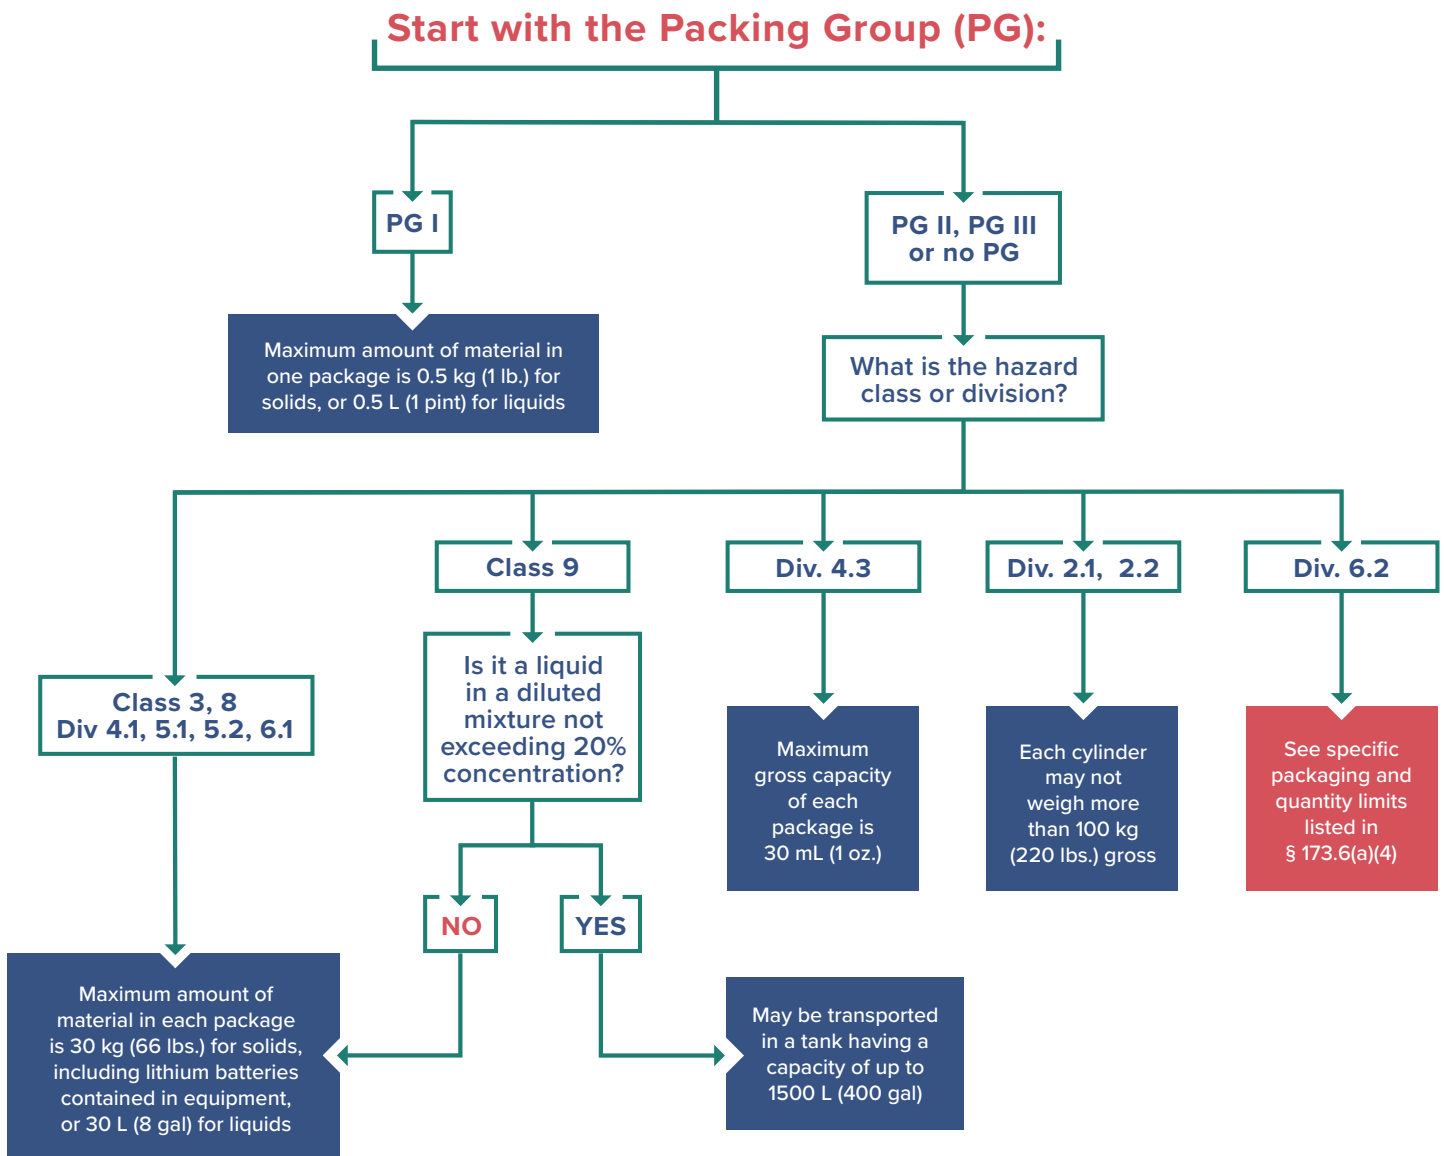 Start with the Packing Group (PG):
PG I
PG II, PG III
or no PG
Maximum amount of material in
one package is 0.5 kg (1 lb.) for
solids, or 0.5 L (1 pint) for liquids
What is the hazard
class or division?
Class 9
Div. 4.3
Div. 2.1, 2.2
Div. 6.2
Class 3, 8
Div 4.1, 5.1, 5.2, 6.1
Is it a liquid
in a diluted
mixture not
exceeding 20%
concentration?
Maximum
gross capacity
of each
package is
30 mL (1 oz.)
Each cylinder
may not
weigh more
than 100 kg
(220 lbs.) gross
See specific
packaging and
quantity limits
listed in
§ 173.6(a)(4)
NO
YES
Maximum amount of
material in each package
is 30 kg (66 lbs.) for solids,
including lithium batteries
contained in equipment,
or 30 L (8 gal) for liquids
May be transported
in a tank having a
capacity of up to
1500 L (400 gal)